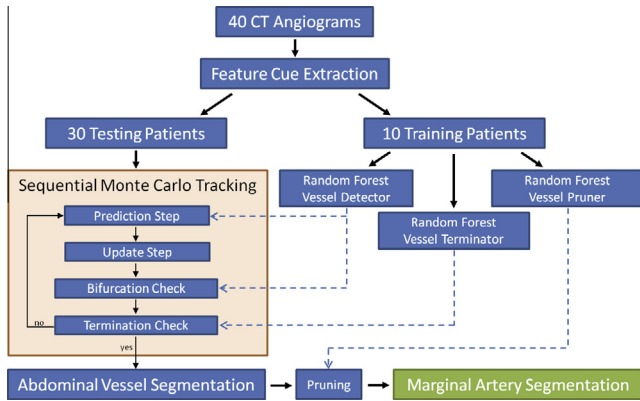 40 CT Angiograms
Feature Cue Extraction
30 Testing Patients
10 Training Patients
Sequential Monte Carlo Tracking
Prediction Step
Update Step
Bifurcation Check
Termination Check
no
yes
Random Forest
Vessel Detector
Random Forest
Vessel Terminator
Random Forest
Vessel Pruner
Abdominal Vessel Segmentation
Pruning
Marginal Artery Segmentation